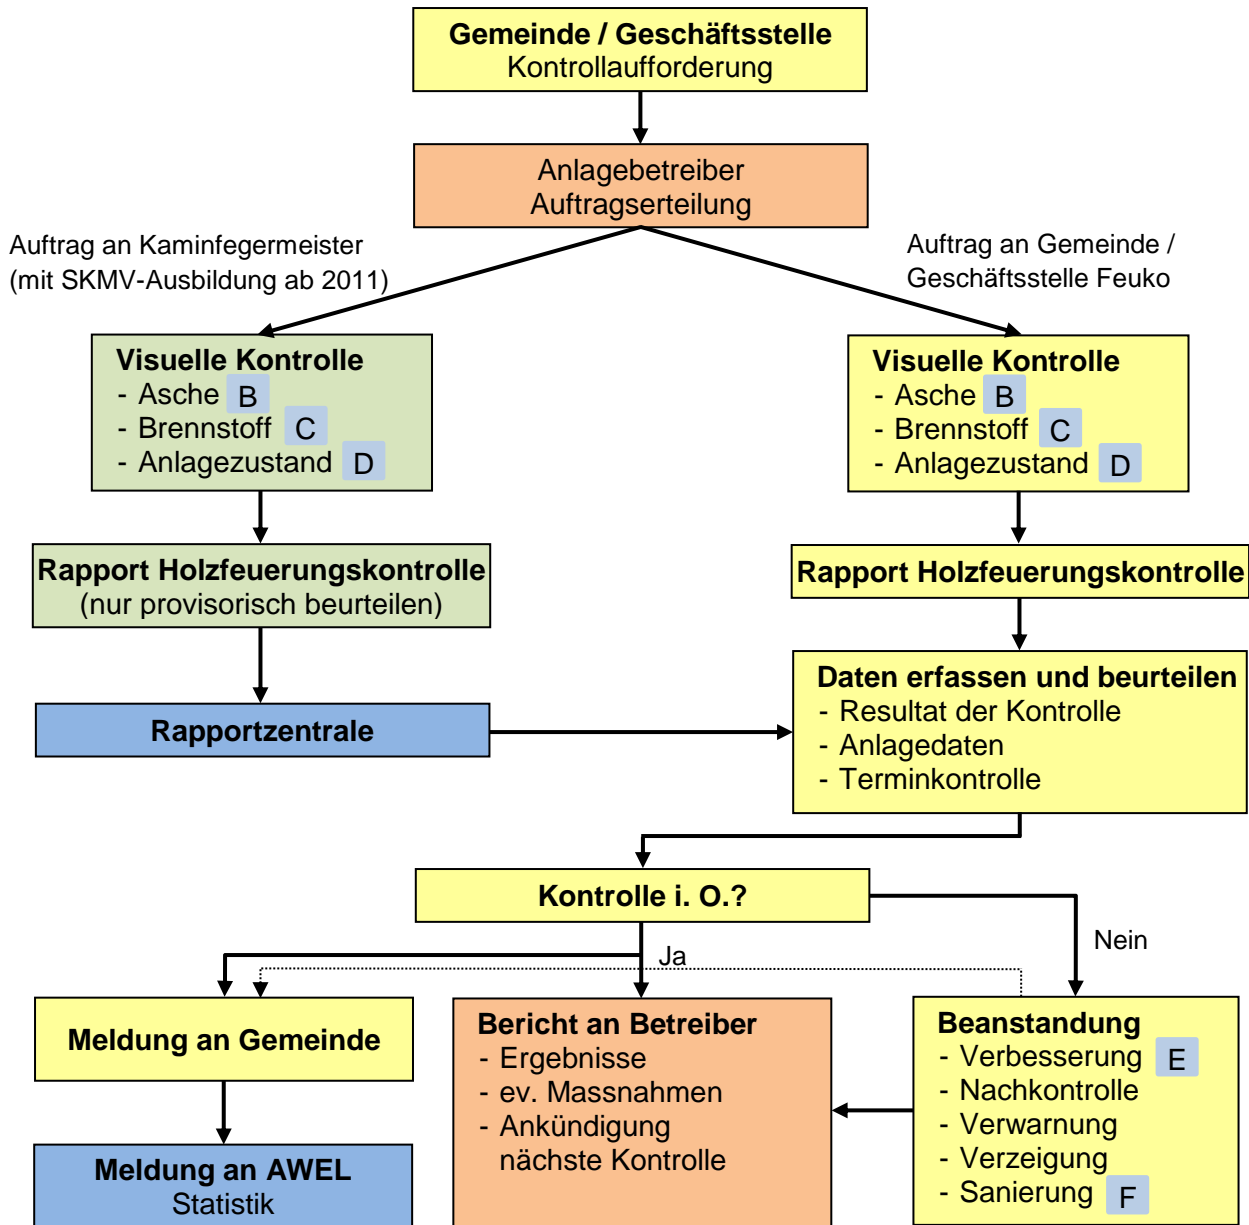 Gemeinde / Geschäftsstelle
Kontrollaufforderung
Anlagebetreiber
Auftragserteilung
Auftrag an Kaminfegermeister
(mit SKMV-Ausbildung ab 2011)
Auftrag an Gemeinde /
Geschäftsstelle Feuko
Visuelle Kontrolle
- Asche B
- Brennstoff C
- Anlagezustand D
Visuelle Kontrolle
- Asche B
- Brennstoff C
- Anlagezustand D
Rapport Holzfeuerungskontrolle
(nur provisorisch beurteilen)
Rapport Holzfeuerungskontrolle
Rapportzentrale
Daten erfassen und beurteilen
- Resultat der Kontrolle
- Anlagedaten
- Terminkontrolle
Kontrolle i. O.?
Ja
Nein
Meldung an Gemeinde
Bericht an Betreiber
- Ergebnisse
- ev. Massnahmen
- Ankündigung
nächste Kontrolle
Beanstandung
- Verbesserung E
- Nachkontrolle
- Verwarnung
- Verzeigung
- Sanierung F
Meldung an AWEL
Statistik